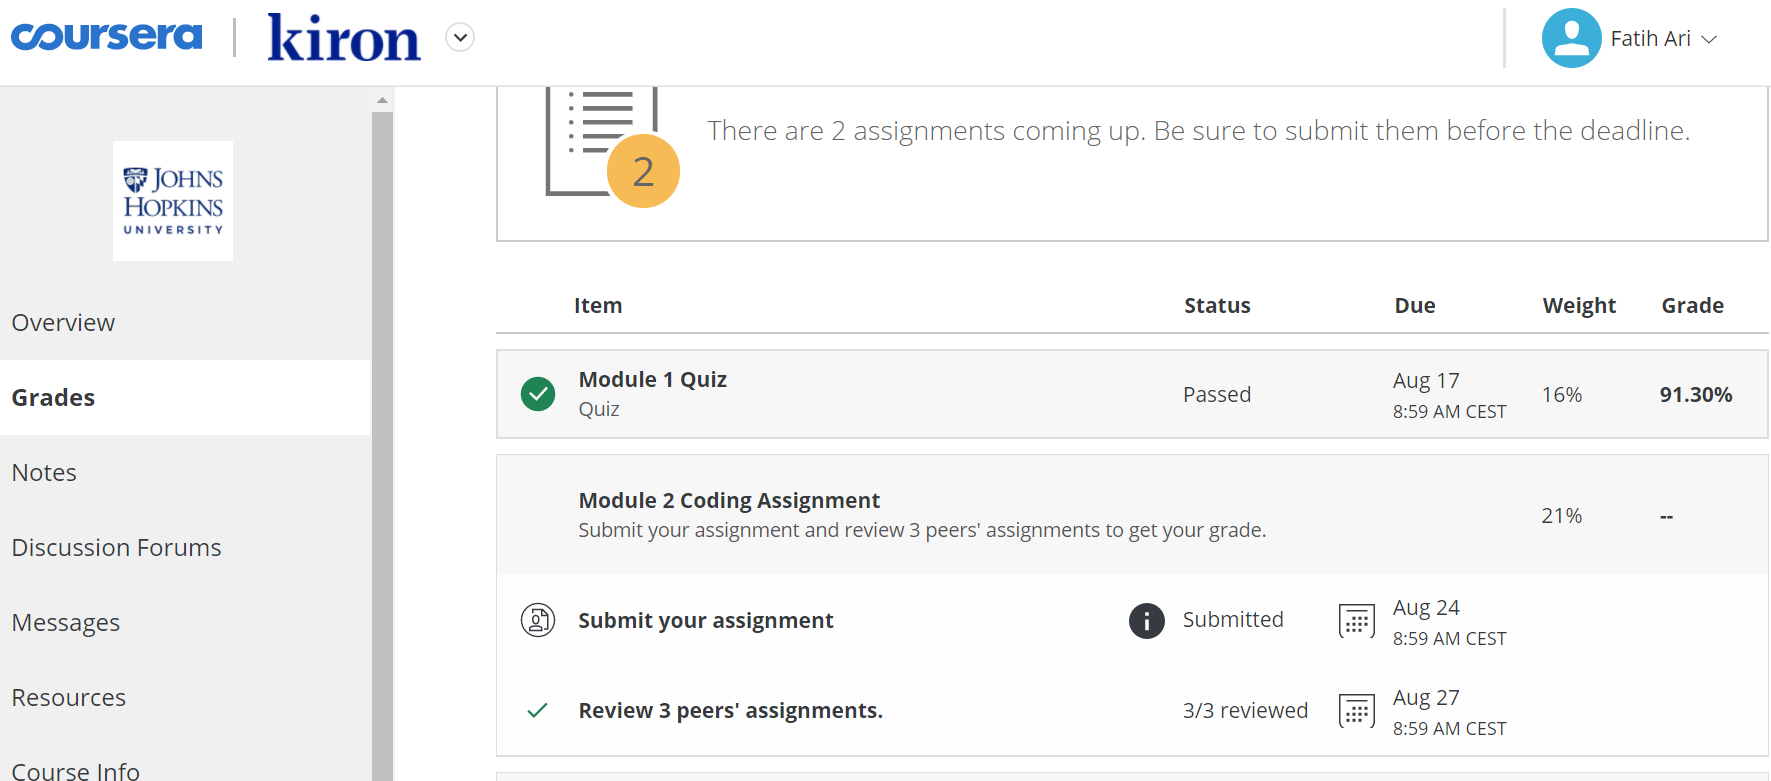 coursera
kiron
Fatih Ari
JOHNS
HOPKINS
UNIVERSITY
Overview
Grades
Notes
Discussion Forums
Messages
Resources
Course Info
2
There are 2 assignments coming up. Be sure to submit them before the deadline.
Item Status Due Weight Grade
Module 1 Quiz
Quiz
Passed
Aug 17
8:59 AM CEST
16%
91.30%
Module 2 Coding Assignment
Submit your assignment and review 3 peers' assignments to get your grade.
21%
--
Submit your assignment
Submitted
Aug 24
8:59 AM CEST
Review 3 peers' assignments.
3/3 reviewed
Aug 27
8:59 AM CEST